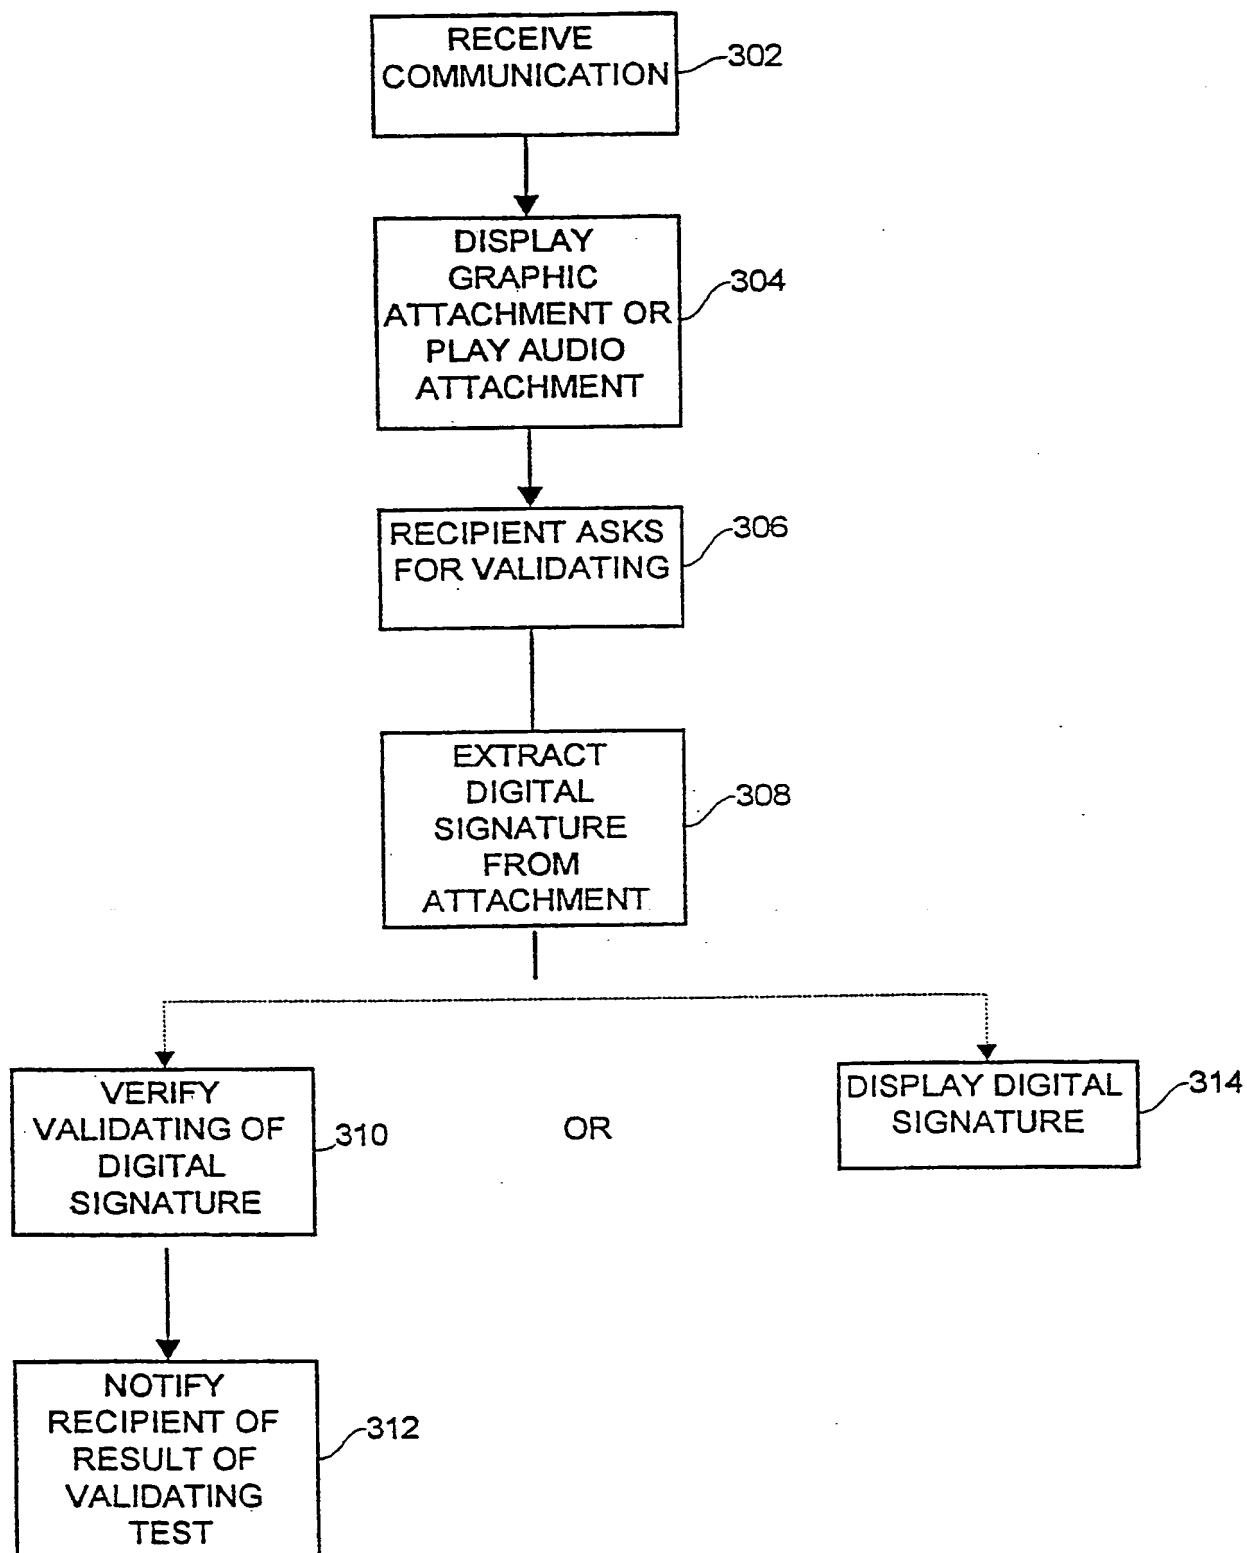 RECEIVE
COMMUNICATION
302
DISPLAY
GRAPHIC
ATTACHMENT OR
PLAY AUDIO
ATTACHMENT
304
RECIPIENT ASKS
FOR VALIDATING
306
EXTRACT
DIGITAL
SIGNATURE
FROM
ATTACHMENT
308
VERIFY
VALIDATING OF
DIGITAL
SIGNATURE
310
OR
DISPLAY DIGITAL
SIGNATURE
314
NOTIFY
RECIPIENT OF
RESULT OF
VALIDATING
TEST
312